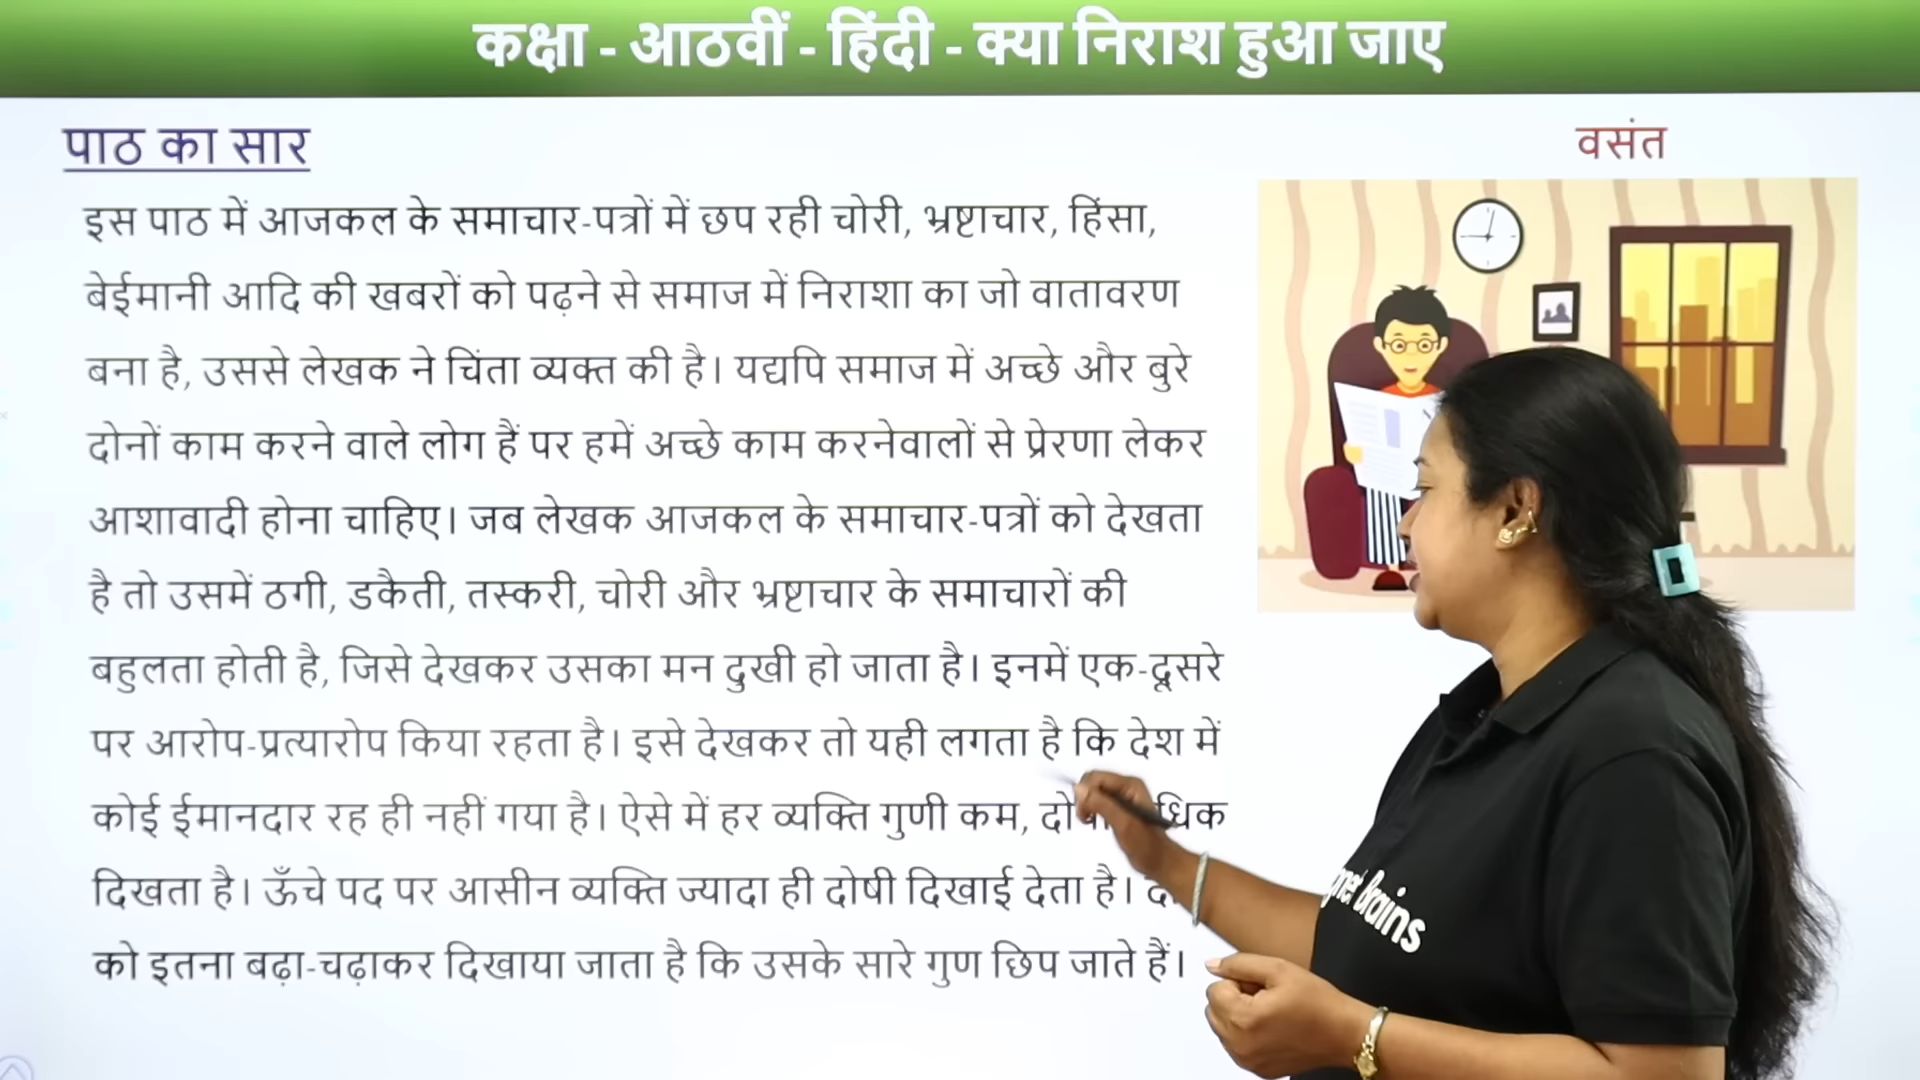 कक्षा - आठवीं - हिंदी - क्या निराश हुआ जाए
पाठ का सार
वसंत
इस पाठ में आजकल के समाचार-पत्रों में छप रही चोरी, भ्रष्टाचार, हिंसा,
बेईमानी आदि की खबरों को पढ़ने से समाज में निराशा का जो वातावरण
बना है, उससे लेखक ने चिंता व्यक्त की है। यद्यपि समाज में अच्छे और बुरे
दोनों काम करने वाले लोग हैं पर हमें अच्छे काम करनेवालों से प्रेरणा लेकर
आशावादी होना चाहिए। जब लेखक आजकल के समाचार-पत्रों को देखता
है तो उसमें ठगी, डकैती, तस्करी, चोरी और भ्रष्टाचार के समाचारों की
बहुलता होती है, जिसे देखकर उसका मन दुखी हो जाता है। इनमें एक-दूसरे
पर आरोप-प्रत्यारोप किया रहता है। इसे देखकर तो यही लगता है कि देश में
कोई ईमानदार रह ही नहीं गया है। ऐसे में हर व्यक्ति गुणी कम,
दिखता है। ऊँचे पद पर आसीन व्यक्ति ज्यादा ही दोषी दिखाई देता है।
को इतना बढ़ा-चढ़ाकर दिखाया जाता है कि उसके सारे गुण छिप जाते हैं।
Brains